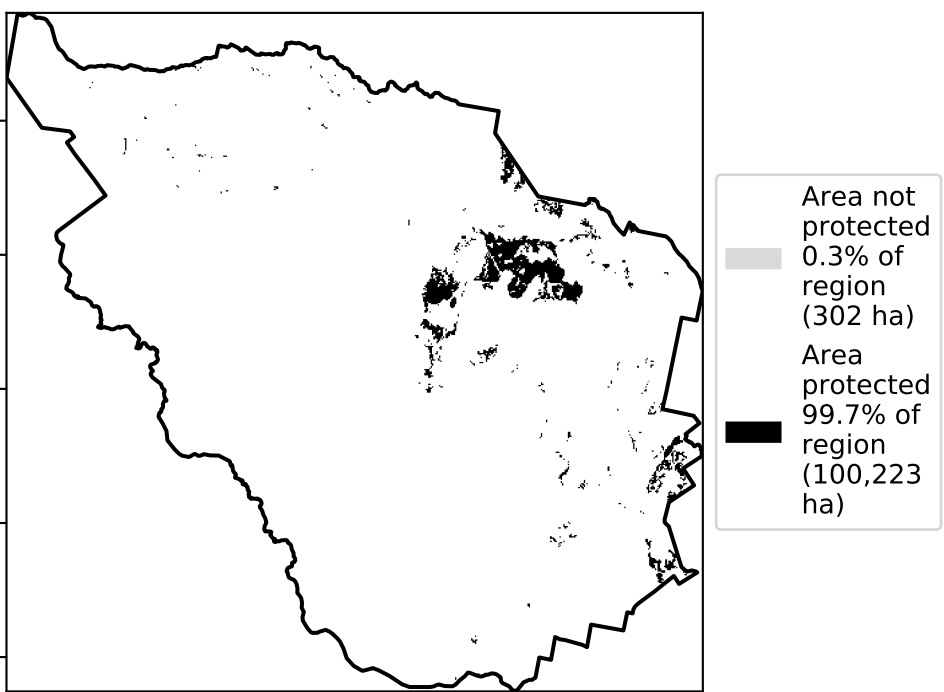 Area not
protected
0.3% of
region
(302 ha)
Area
protected
99.7% of
region
(100,223
ha)